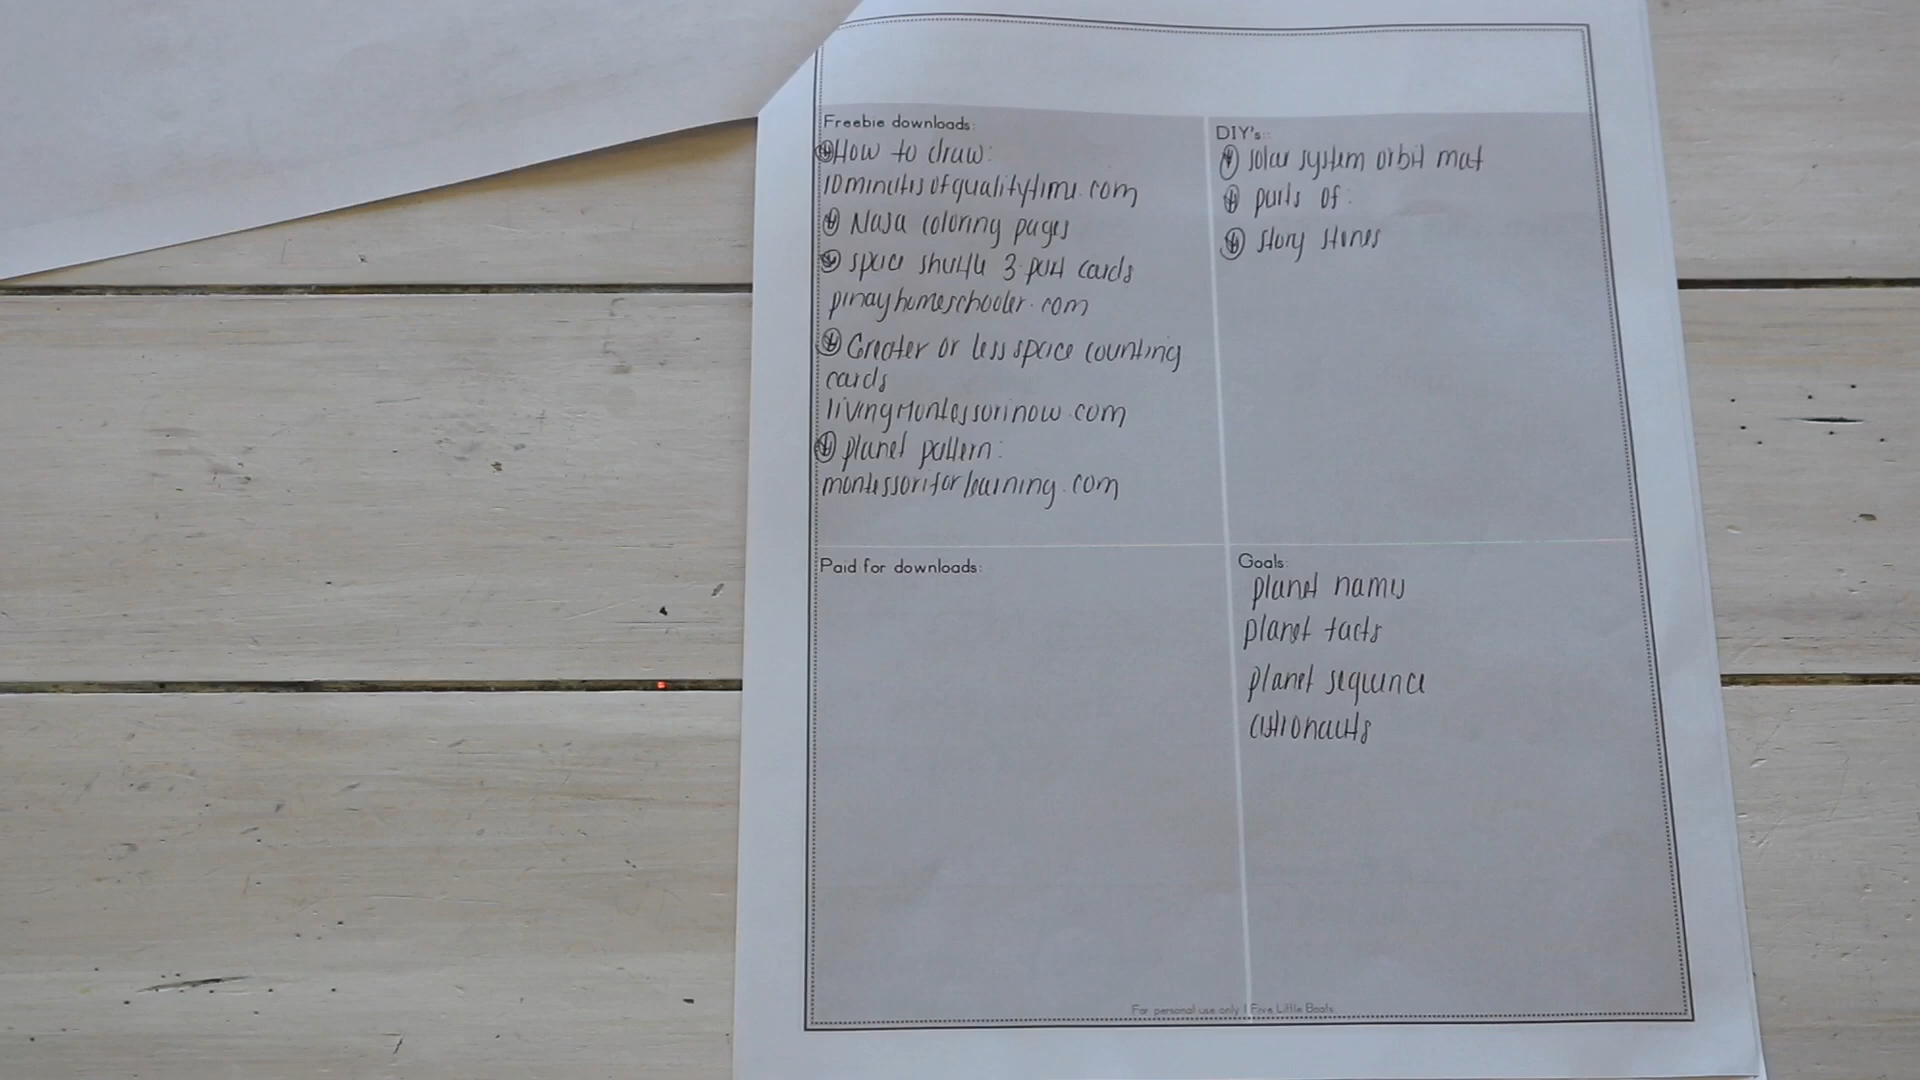 Freebie downloads:
How to draw:
10minutesofqualitytime.com
Nasa coloring pages
space shuttle 3-part cards
pinayhomeschooler.com
Greater or less space counting
cards
livingMontessorinow.com
planet pattern:
montessoriforlearning.com
DIY's:
solar system orbit mat
parts of:
story stones
Paid for downloads:
Goals:
planet names
planet facts
planet sequence
astronauts
For personal use only | Five Little Boots